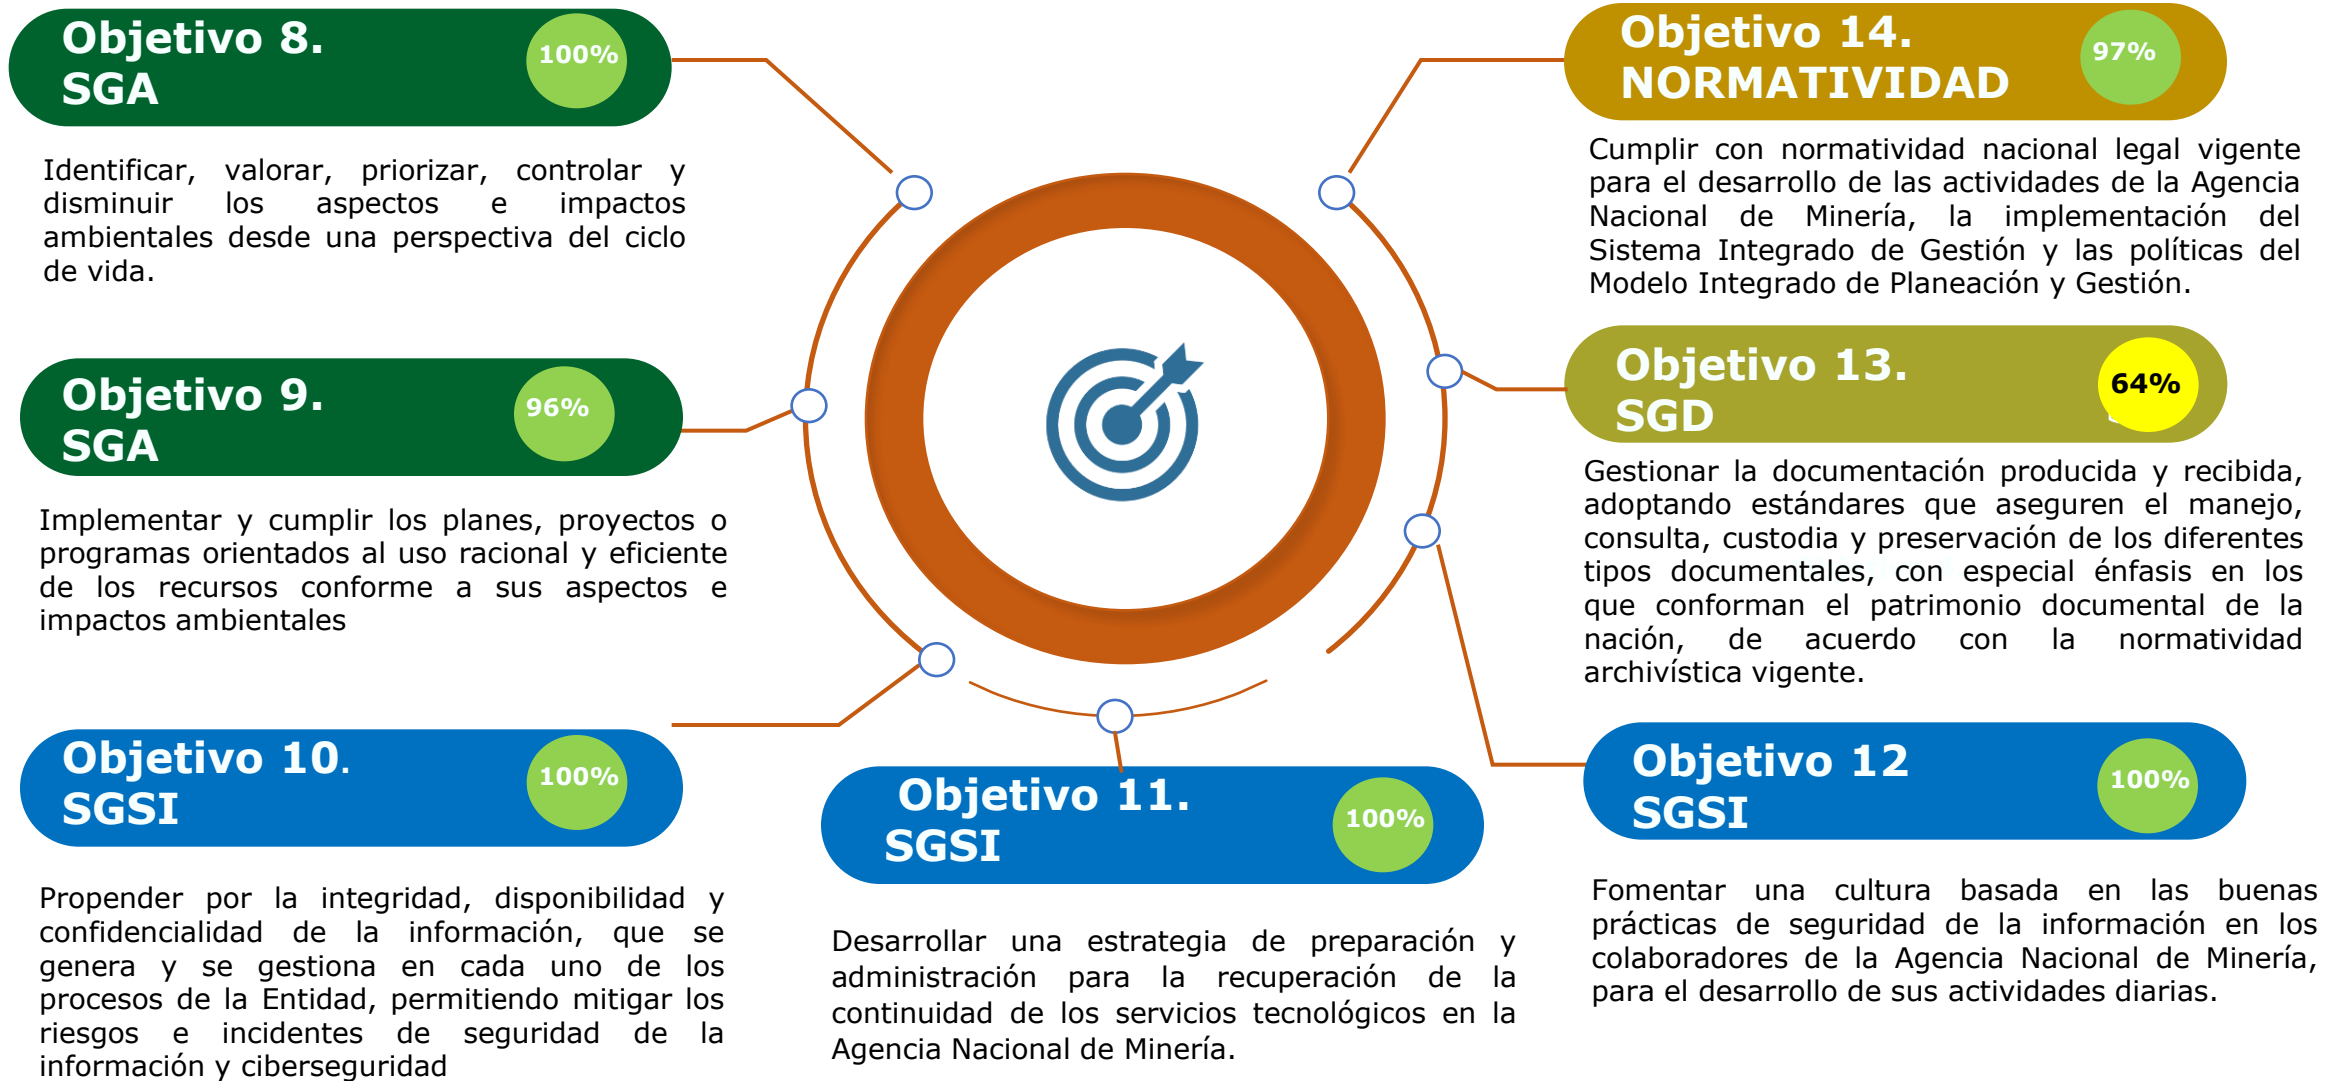 Objetivo 8.
SGA
100%
Identificar, valorar, priorizar, controlar y
disminuir los aspectos e impactos
ambientales desde una perspectiva del ciclo
de vida.
Objetivo 9.
SGA
96%
Implementar y cumplir los planes, proyectos o
programas orientados al uso racional y eficiente
de los recursos conforme a sus aspectos e
impactos ambientales
Objetivo 10.
SGSI
100%
Propender por la integridad, disponibilidad y
confidencialidad de la información, que se
genera y se gestiona en cada uno de los
procesos de la Entidad, permitiendo mitigar los
riesgos e incidentes de seguridad de la
información y ciberseguridad
Objetivo 11.
SGSI
100%
Desarrollar una estrategia de preparación y
administración para la recuperación de la
continuidad de los servicios tecnológicos en la
Agencia Nacional de Minería.
Objetivo 14.
NORMATIVIDAD
97%
Cumplir con normatividad nacional legal vigente
para el desarrollo de las actividades de la Agencia
Nacional de Minería, la implementación del
Sistema Integrado de Gestión y las políticas del
Modelo Integrado de Planeación y Gestión.
Objetivo 13.
SGD
64%
Gestionar la documentación producida y recibida,
adoptando estándares que aseguren el manejo,
consulta, custodia y preservación de los diferentes
tipos documentales, con especial énfasis en los
que conforman el patrimonio documental de la
nación, de acuerdo con la normatividad
archivística vigente.
Objetivo 12
SGSI
100%
Fomentar una cultura basada en las buenas
prácticas de seguridad de la información en los
colaboradores de la Agencia Nacional de Minería,
para el desarrollo de sus actividades diarias.